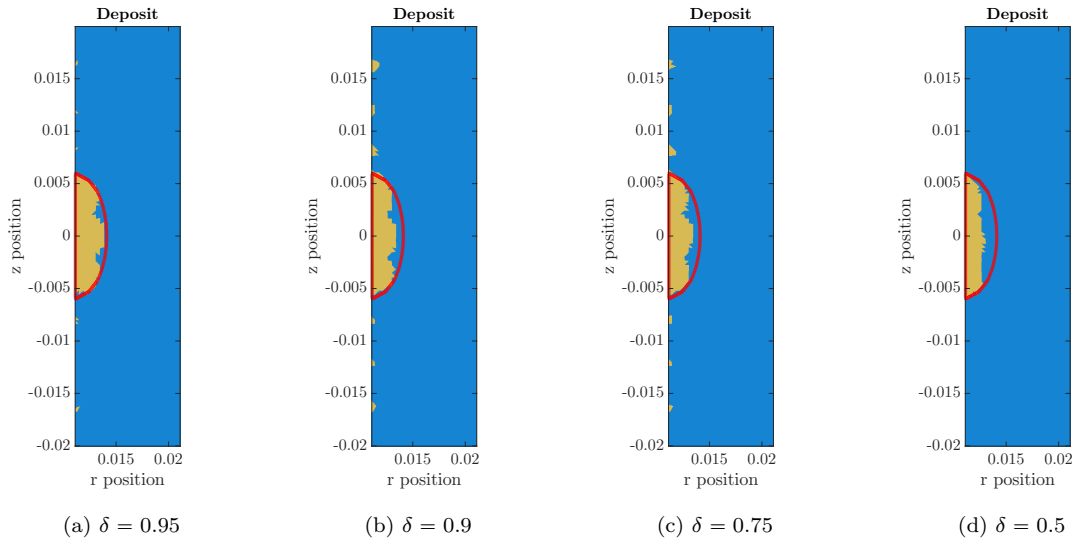 Deposit
0.015
0.01
0.005
0
-0.005
-0.01
-0.015
-0.02
z position
0.015 0.02
r position
(a) δ = 0.95
Deposit
0.015
0.01
0.005
0
-0.005
-0.01
-0.015
-0.02
z position
0.015 0.02
r position
(b) δ = 0.9
Deposit
0.015
0.01
0.005
0
-0.005
-0.01
-0.015
-0.02
z position
0.015 0.02
r position
(c) δ = 0.75
Deposit
0.015
0.01
0.005
0
-0.005
-0.01
-0.015
-0.02
z position
0.015 0.02
r position
(d) δ = 0.5